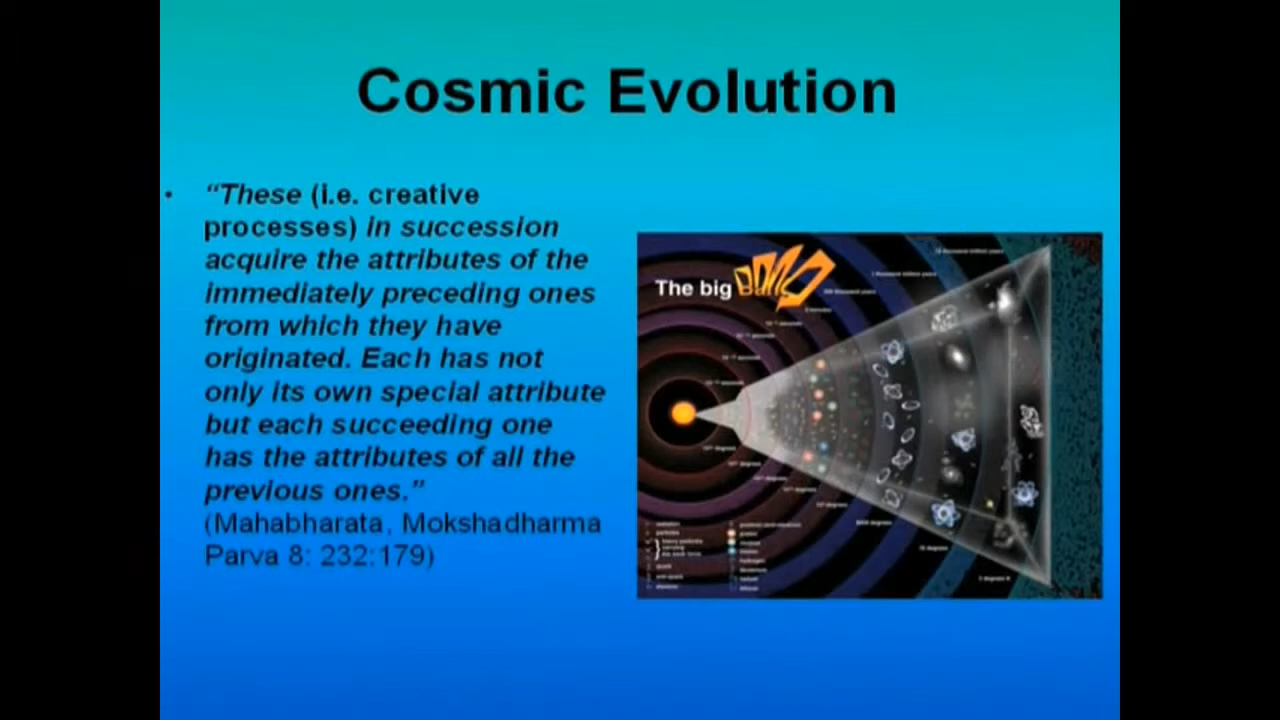 Cosmic Evolution
• “These (i.e. creative
processes) in succession
acquire the attributes of the
immediately preceding ones
from which they have
originated. Each has not
only its own special attribute
but each succeeding one
has the attributes of all the
previous ones.”
(Mahabharata, Mokshadharma
Parva 8: 232:179)
The big BANG